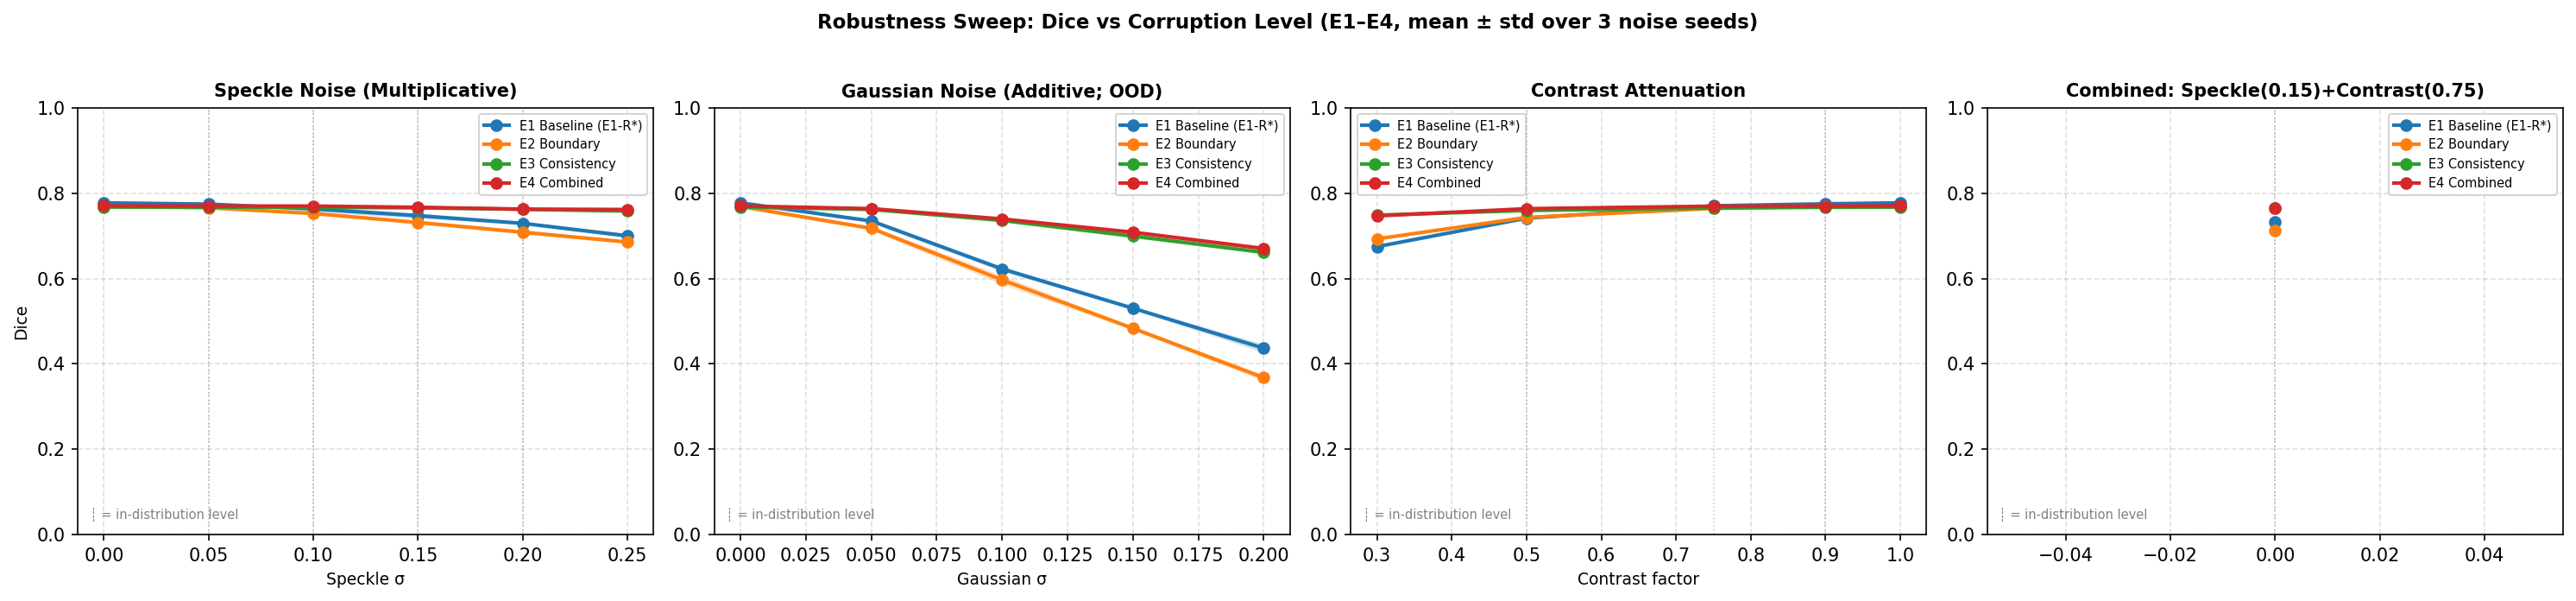 Robustness Sweep: Dice vs Corruption Level (E1–E4, mean ± std over 3 noise seeds)
Speckle Noise (Multiplicative)
Dice
1.0
0.8
0.6
0.4
0.2
0.0
E1 Baseline (E1-R*)
E2 Boundary
E3 Consistency
E4 Combined
┊ = in-distribution level
0.00 0.05 0.10 0.15 0.20 0.25
Speckle σ
Gaussian Noise (Additive; OOD)
1.0
0.8
0.6
0.4
0.2
0.0
E1 Baseline (E1-R*)
E2 Boundary
E3 Consistency
E4 Combined
┊ = in-distribution level
0.000 0.025 0.050 0.075 0.100 0.125 0.150 0.175 0.200
Gaussian σ
Contrast Attenuation
1.0
0.8
0.6
0.4
0.2
0.0
E1 Baseline (E1-R*)
E2 Boundary
E3 Consistency
E4 Combined
┊ = in-distribution level
0.3 0.4 0.5 0.6 0.7 0.8 0.9 1.0
Contrast factor
Combined: Speckle(0.15)+Contrast(0.75)
1.0
0.8
0.6
0.4
0.2
0.0
E1 Baseline (E1-R*)
E2 Boundary
E3 Consistency
E4 Combined
┊ = in-distribution level
−0.04 −0.02 0.00 0.02 0.04